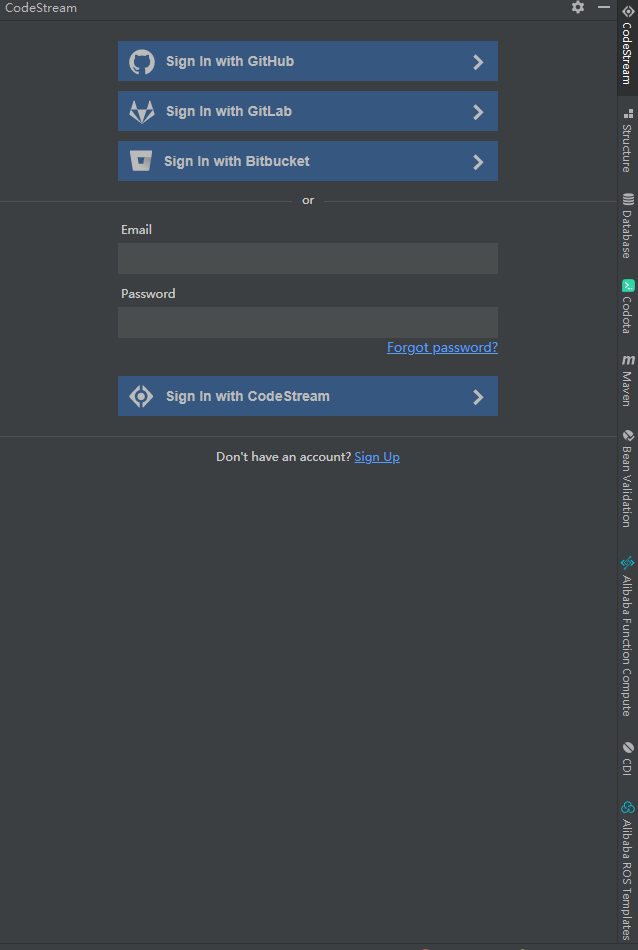 CodeStream
Sign In with GitHub
Sign In with GitLab
Sign In with Bitbucket
or
Email
Password
Forgot password?
Sign In with CodeStream
Don't have an account? Sign Up
CodeStream
Structure
Database
Codota
m Maven
Bean Validation
Alibaba Function Compute
CDI
Alibaba ROS Templates